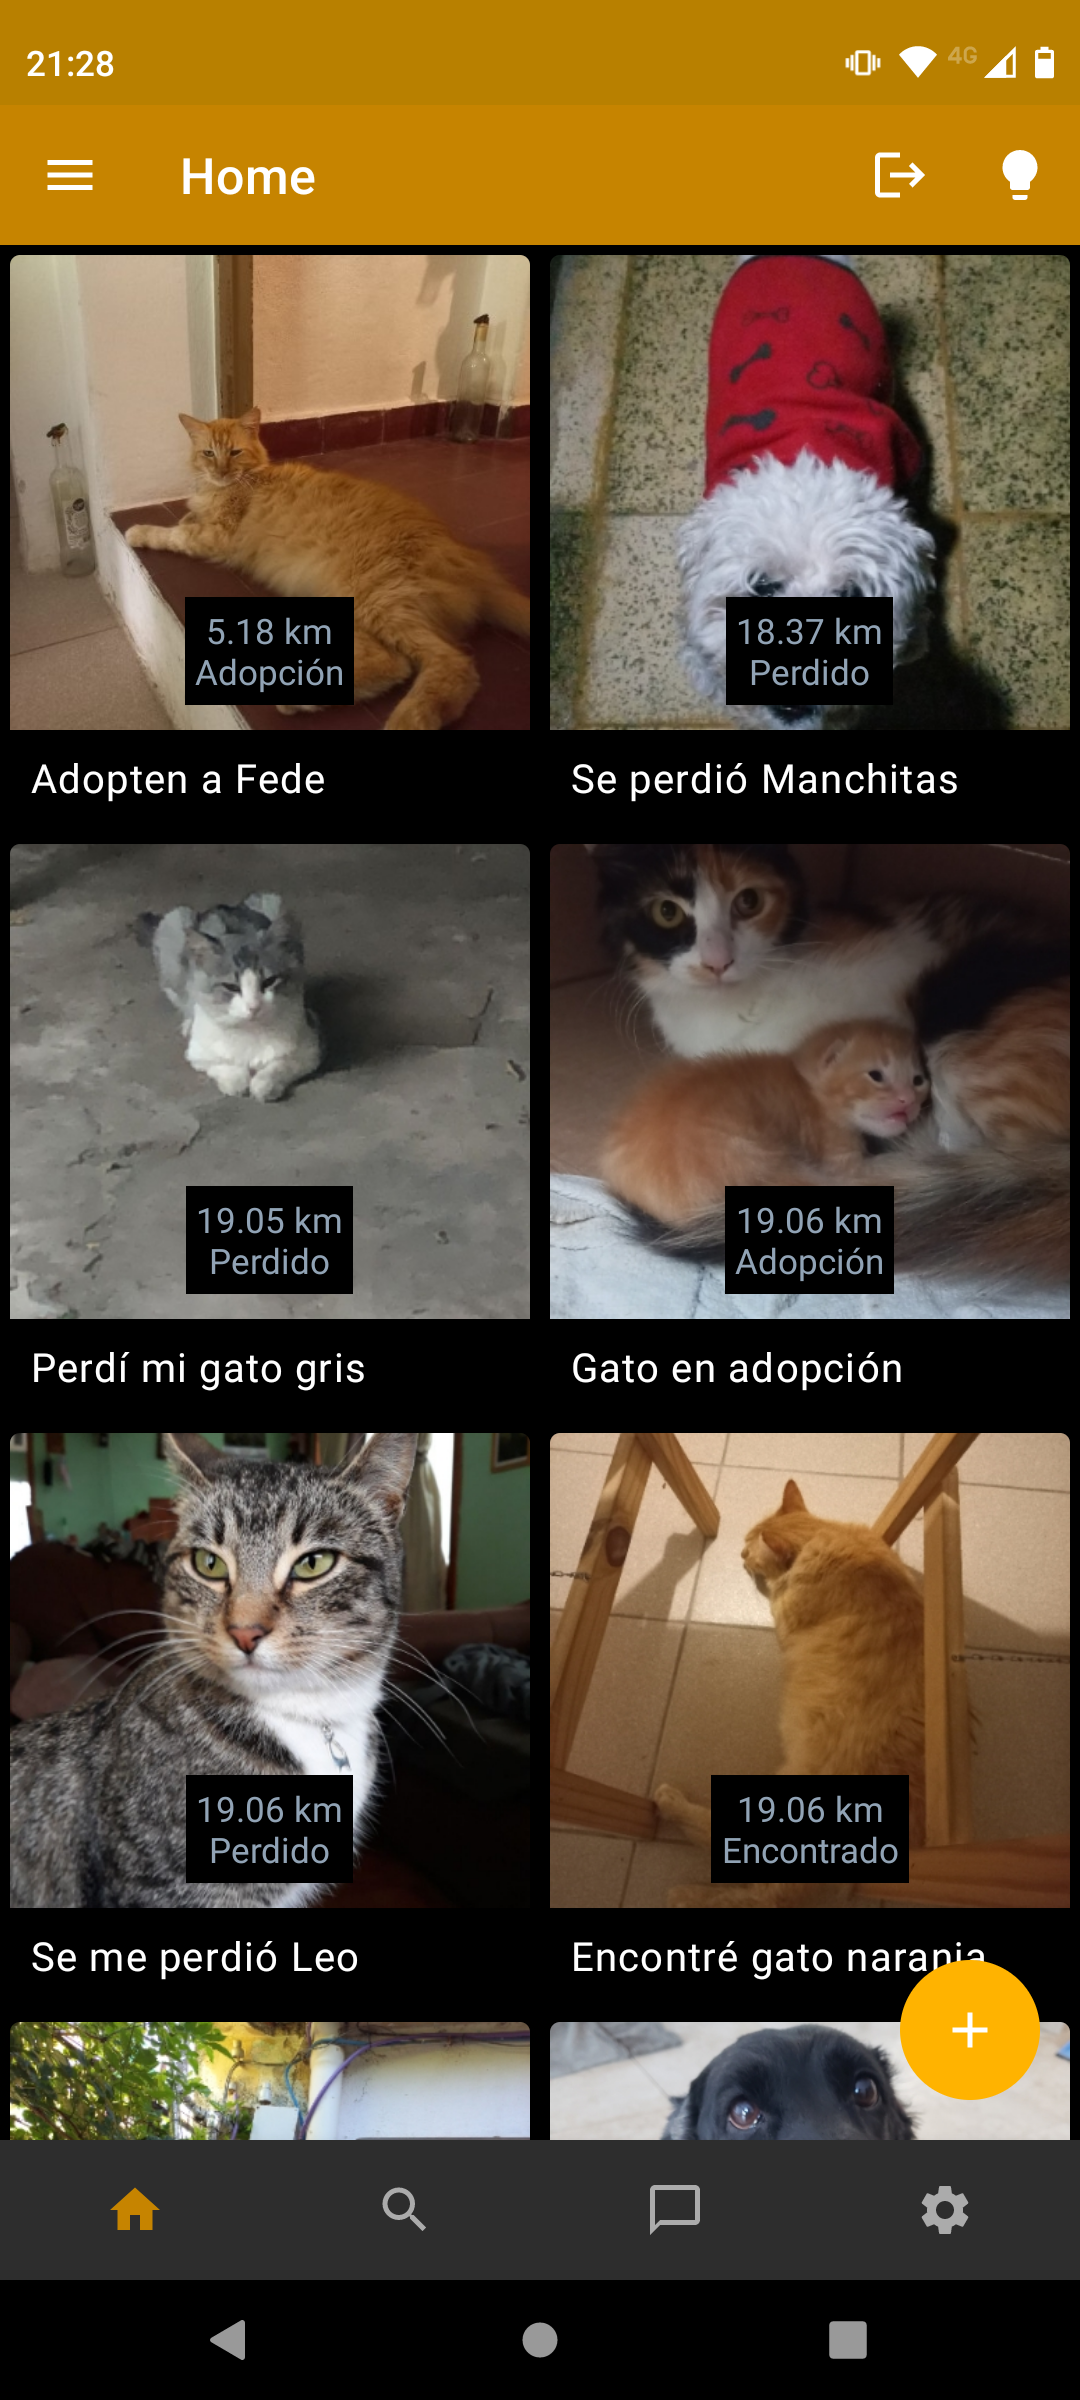 21:28
4G
Home
5.18 km
Adopción
18.37 km
Perdido
Adopten a Fede
Se perdió Manchitas
19.05 km
Perdido
19.06 km
Adopción
Perdí mi gato gris
Gato en adopción
19.06 km
Perdido
19.06 km
Encontrado
Se me perdió Leo
Encontré gato naranja